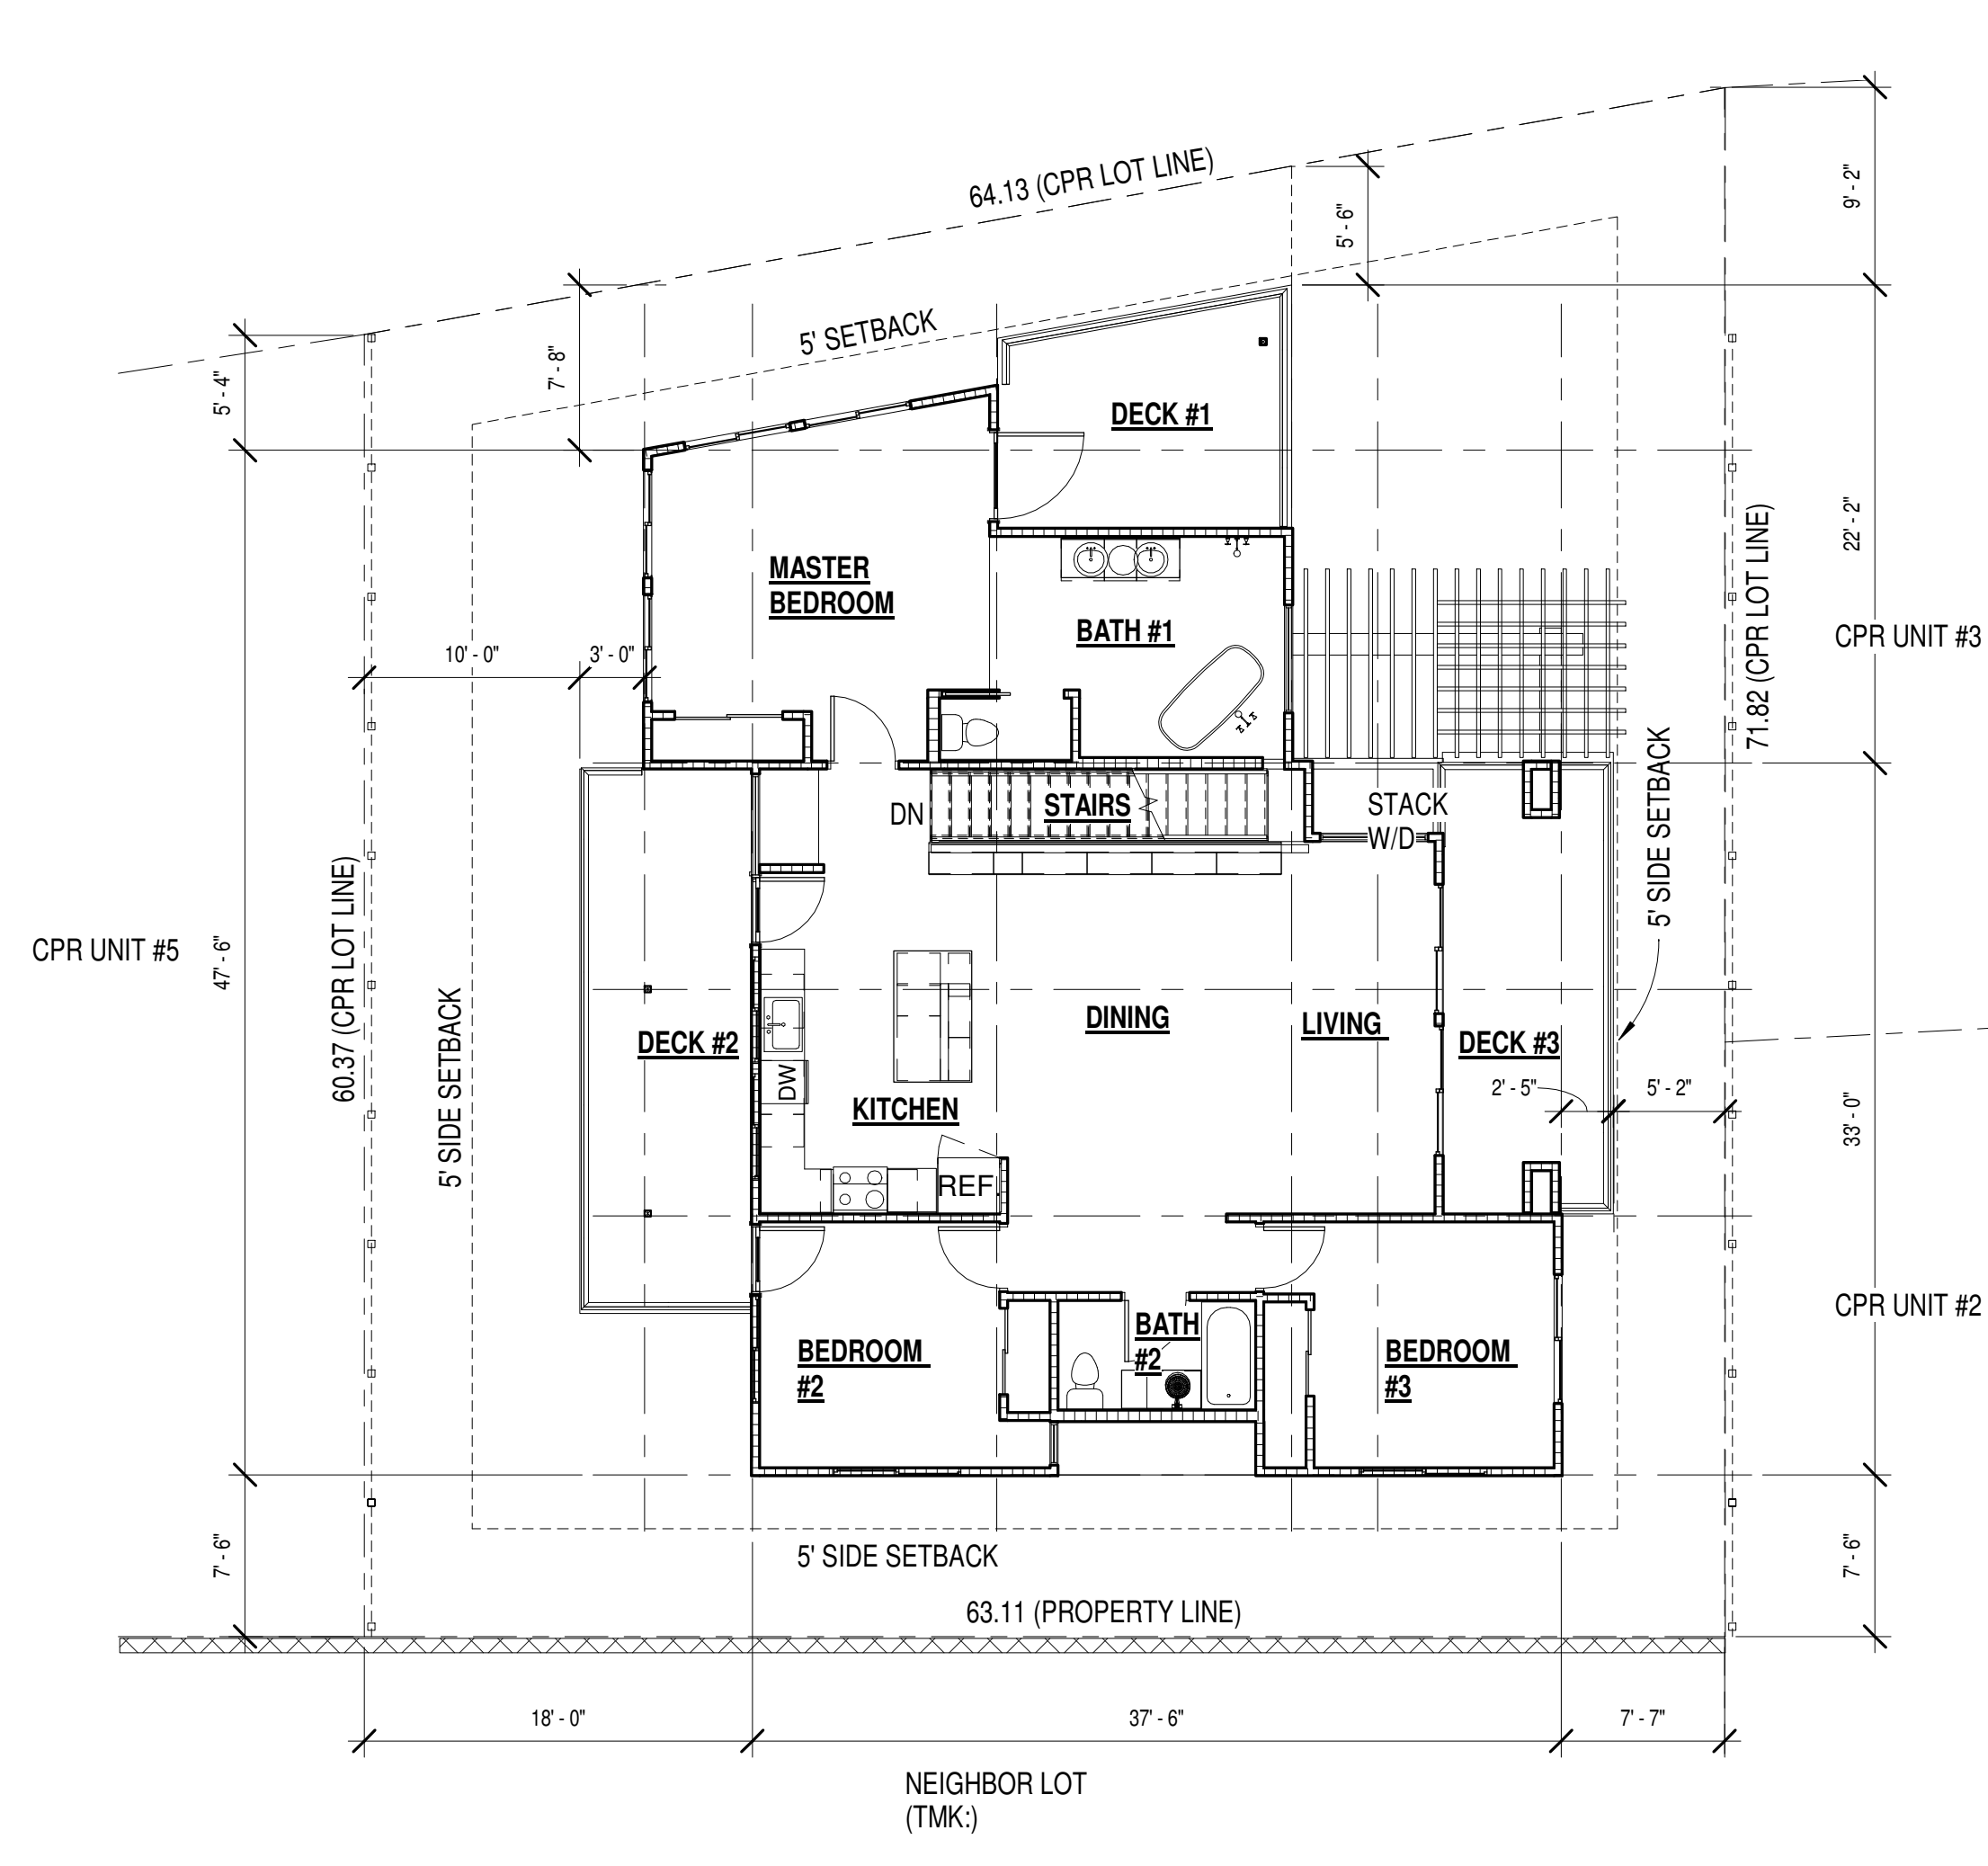 64.13 (CPR LOT LINE)
9' - 2"
5' - 6"
5' SETBACK
7' - 8"
5' - 4"
DECK #1
22' - 2"
MASTER
BEDROOM
BATH #1
71.82 (CPR LOT LINE)
CPR UNIT #3
10' - 0"
3' - 0"
DN
STAIRS
STACK
W/D
5' SIDE SETBACK
CPR UNIT #5
47' - 6"
60.37 (CPR LOT LINE)
5' SIDE SETBACK
DECK #2
DW
KITCHEN
REF.
DINING
LIVING
DECK #3
2' - 5"
5' - 2"
33' - 0"
CPR UNIT #2
BEDROOM
#2
BATH
#2
BEDROOM
#3
7' - 6"
7' - 6"
5' SIDE SETBACK
63.11 (PROPERTY LINE)
18' - 0"
37' - 6"
7' - 7"
NEIGHBOR LOT
(TMK:)